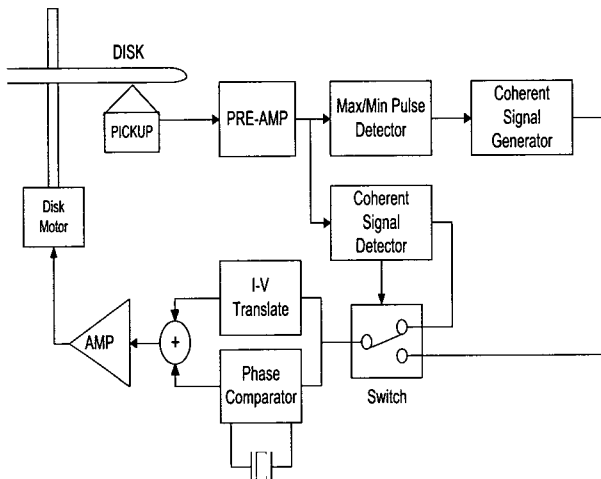 DISK
PICKUP
PRE-AMP
Max/Min Pulse
Detector
Coherent
Signal
Generator
Disk
Motor
Coherent
Signal
Detector
I-V
Translate
AMP
+
Phase
Comparator
Switch